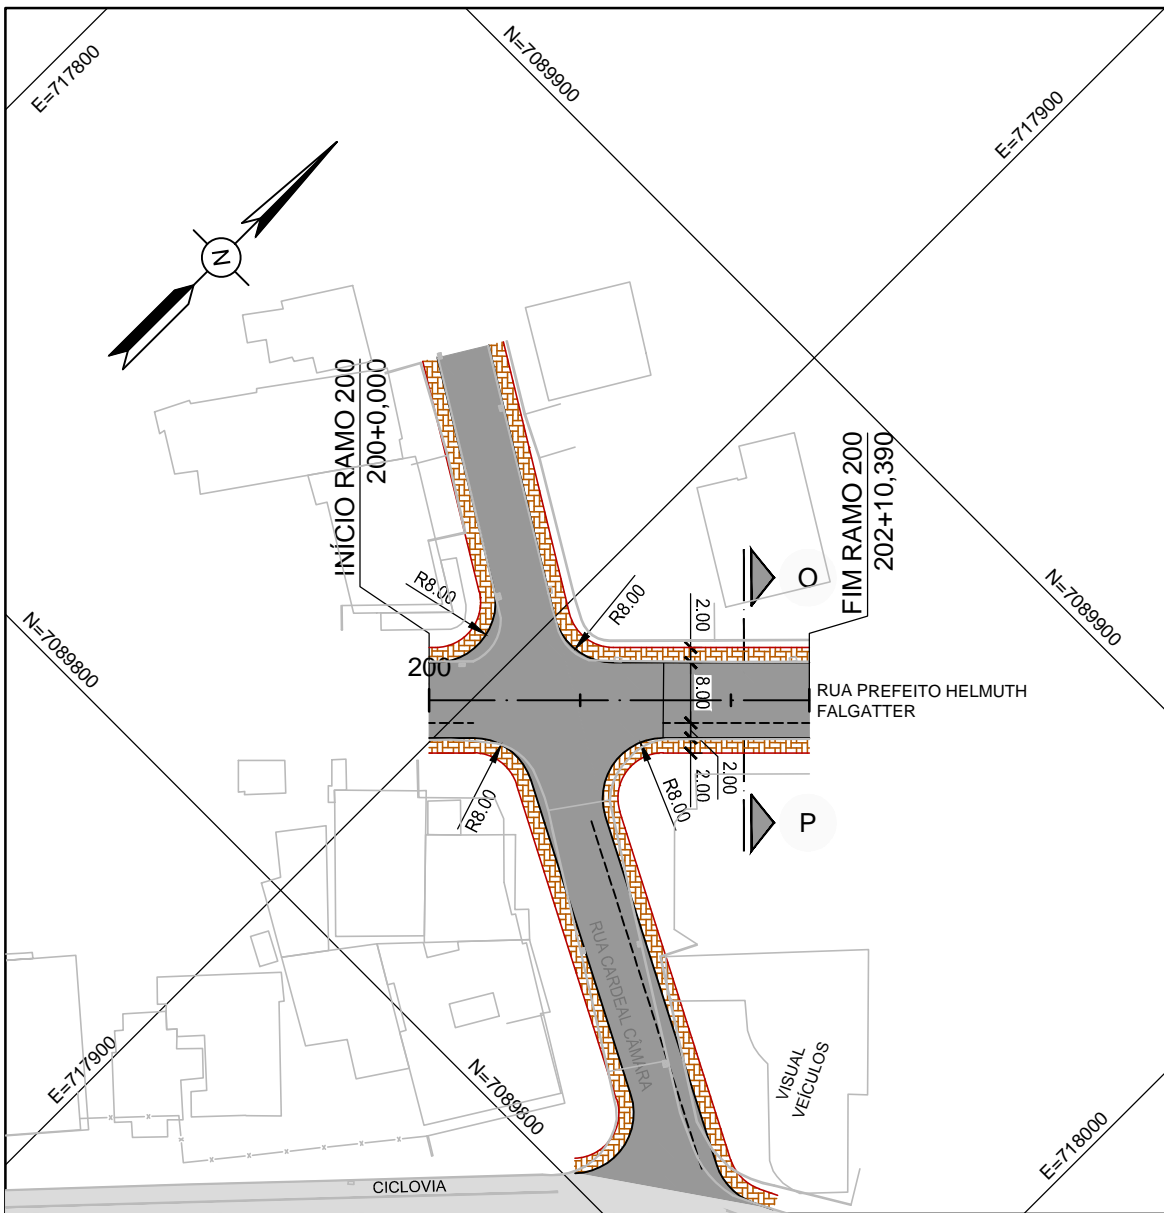 E=717800
N=7089900
E=717900
N
INÍCIO RAMO 200
200+0,000
FIM RAMO 200
202+10,390
O
R8.00
R8.00
2.00
N=7089900
N=7089800
200
8.00
RUA PREFEITO HELMUTH
FALGATTER
2.00
2.00
R8.00
R8.00
P
RUA CARDEAL CÂMARA
VISUAL
VEÍCULOS
E=717900
N=7089800
E=718000
CICLOVIA